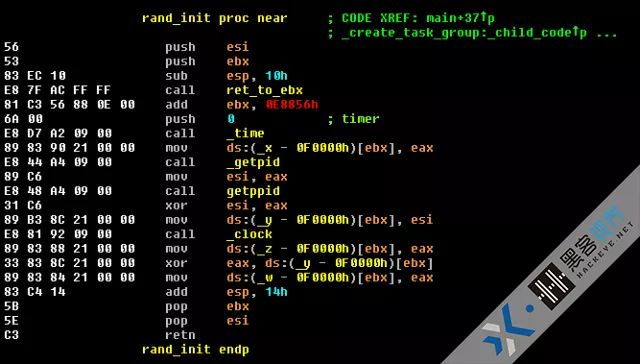 rand_init proc near ; CODE XREF: main+37↑p
; _create_task_group:_child_code↑p ...
56 push esi
53 push ebx
83 EC 10 sub esp, 10h
E8 7F AC FF FF call ret_to_ebx
81 C3 56 88 0E 00 add ebx, 0E8856h
6A 00 push 0 ; timer
E8 D7 A2 09 00 call _time
89 83 90 21 00 00 mov ds:(_x - 0F0000h)[ebx], eax
E8 44 A4 09 00 call _getpid
89 C6 mov esi, eax
E8 48 A4 09 00 call getppid
31 C6 xor esi, eax
89 B3 8C 21 00 00 mov ds:(_y - 0F0000h)[ebx], esi
E8 81 92 09 00 call _clock
89 83 88 21 00 00 mov ds:(_z - 0F0000h)[ebx], eax
33 83 8C 21 00 00 xor eax, ds:(_y - 0F0000h)[ebx]
89 83 84 21 00 00 mov ds:(_w - 0F0000h)[ebx], eax
83 C4 14 add esp, 14h
5B pop ebx
5E pop esi
C3 retn
rand_init endp
黑客视界
HACKEYE.NET